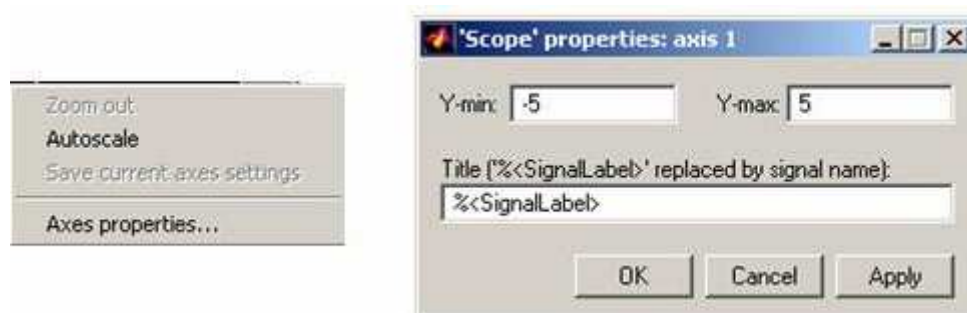 Zoom out
Autoscale
Save current axes settings
Axes properties...
'Scope' properties: axis 1
Y-min: -5 Y-max: 5
Title ('%<SignalLabel>' replaced by signal name):
%<SignalLabel>
OK Cancel Apply